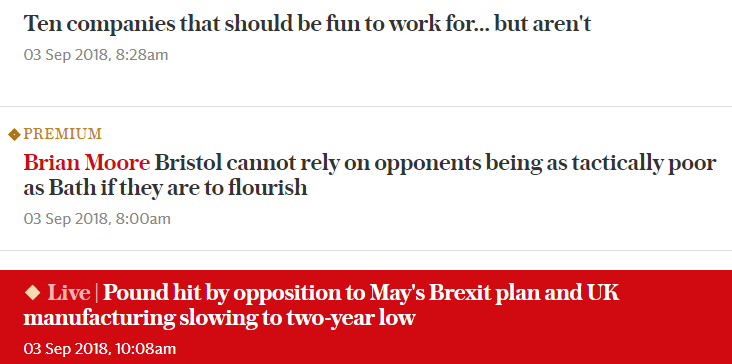 Ten companies that should be fun to work for... but aren't
03 Sep 2018, 8:28am
PREMIUM
Brian Moore Bristol cannot rely on opponents being as tactically poor
as Bath if they are to flourish
03 Sep 2018, 8:00am
Live | Pound hit by opposition to May's Brexit plan and UK
manufacturing slowing to two-year low
03 Sep 2018, 10:08am